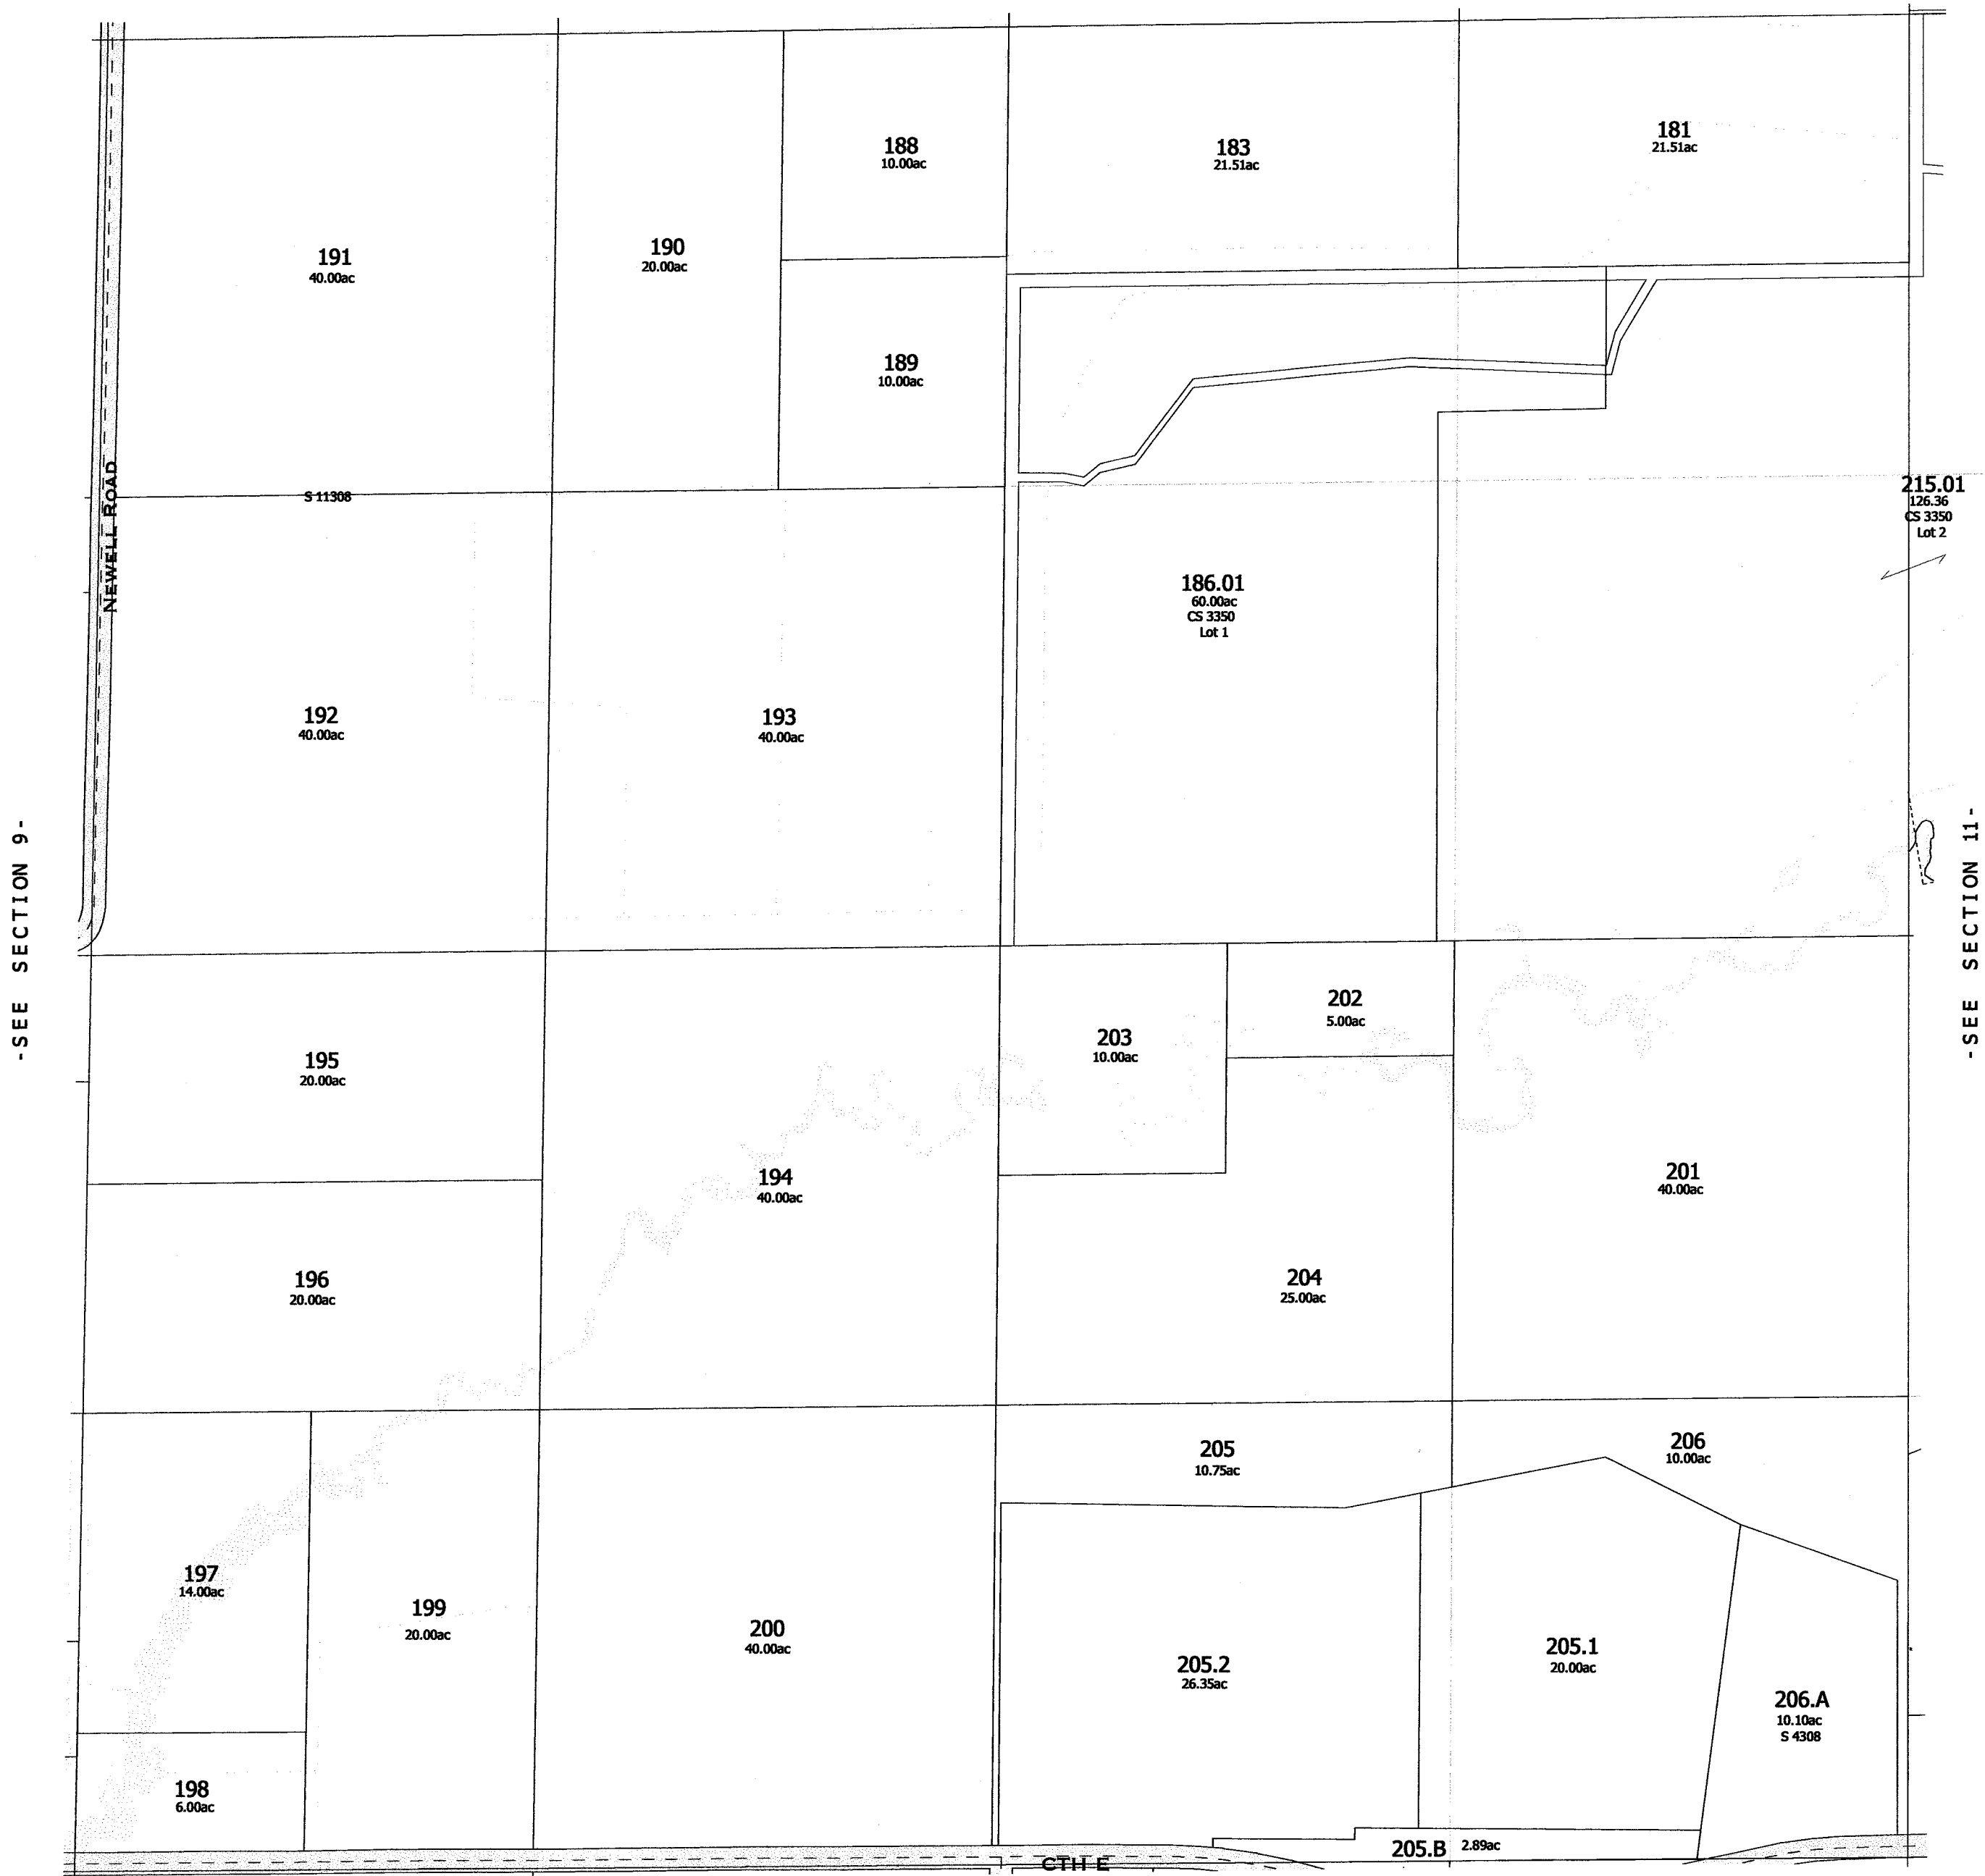 188
10.00ac
183
21.51ac
181
21.51ac
191
40.00ac
190
20.00ac
189
10.00ac
NEWELL ROAD
S 11308
215.01
126.36
CS 3350
Lot 2
186.01
60.00ac
CS 3350
Lot 1
192
40.00ac
193
40.00ac
-SEE SECTION 9-
-SEE SECTION 11-
203
10.00ac
202
5.00ac
195
20.00ac
194
40.00ac
201
40.00ac
196
20.00ac
204
25.00ac
205
10.75ac
206
10.00ac
197
14.00ac
199
20.00ac
200
40.00ac
205.2
26.35ac
205.1
20.00ac
206.A
10.10ac
S 4308
198
6.00ac
205.B 2.89ac
CTH E